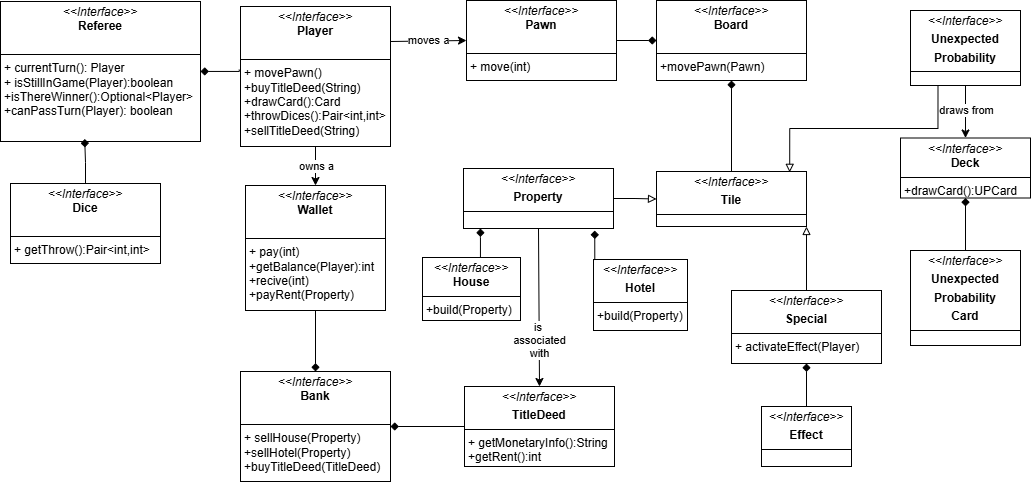 <<Interface>>
Referee
+ currentTurn(): Player
+ isStillInGame(Player):boolean
+isThereWinner():Optional<Player>
+canPassTurn(Player): boolean
<<Interface>>
Player
+ movePawn()
+buyTitleDeed(String)
+drawCard():Card
+throwDices():Pair<int,int>
+sellTitleDeed(String)
moves a
<<Interface>>
Pawn
+ move(int)
<<Interface>>
Board
+movePawn(Pawn)
<<Interface>>
Unexpected
Probability
draws from
<<Interface>>
Deck
+drawCard():UPCard
<<Interface>>
Dice
+ getThrow():Pair<int,int>
owns a
<<Interface>>
Wallet
+ pay(int)
+getBalance(Player):int
+recive(int)
+payRent(Property)
<<Interface>>
Property
<<Interface>>
Tile
<<Interface>>
House
+build(Property)
<<Interface>>
Hotel
+build(Property)
<<Interface>>
Unexpected
Probability
Card
<<Interface>>
Special
+ activateEffect(Player)
is
associated
with
<<Interface>>
Bank
+ sellHouse(Property)
+sellHotel(Property)
+buyTitleDeed(TitleDeed)
<<Interface>>
TitleDeed
+ getMonetaryInfo():String
+getRent():int
<<Interface>>
Effect